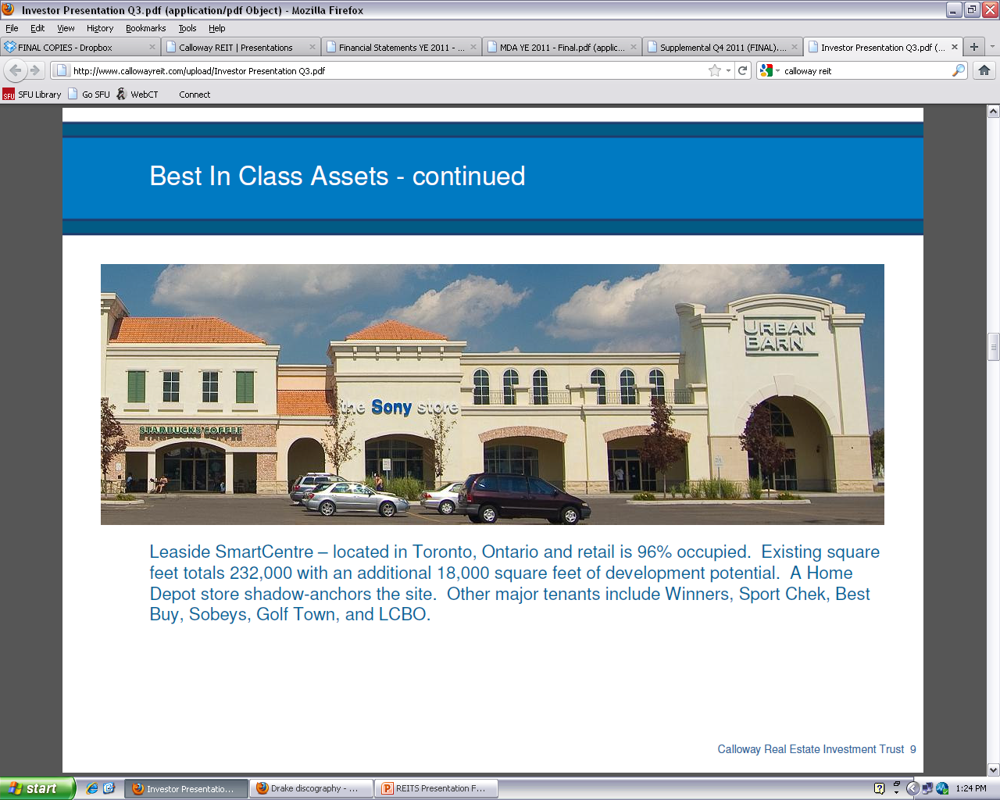 Investor Presentation Q3.pdf (application/pdf Object) - Mozilla Firefox
File Edit View History Bookmarks Tools Help
FINAL COPIES - Dropbox
Calloway REIT | Presentations
Financial Statements YE 2011 - ...
MDA YE 2011 - Final.pdf (applic...
Supplemental Q4 2011 (FINAL)....
Investor Presentation Q3.pdf (...
http://www.callowayreit.com/upload/Investor Presentation Q3.pdf
calloway reit
SFU SFU Library Go SFU WebCT Connect
Best In Class Assets - continued
URBAN
BARN
the Sony store
STARBUCKS COFFEE
Leaside SmartCentre – located in Toronto, Ontario and retail is 96% occupied. Existing square
feet totals 232,000 with an additional 18,000 square feet of development potential. A Home
Depot store shadow-anchors the site. Other major tenants include Winners, Sport Chek, Best
Buy, Sobeys, Golf Town, and LCBO.
Calloway Real Estate Investment Trust 9
start
Investor Presentatio...
Drake discography - ...
REITS Presentation F...
1:24 PM